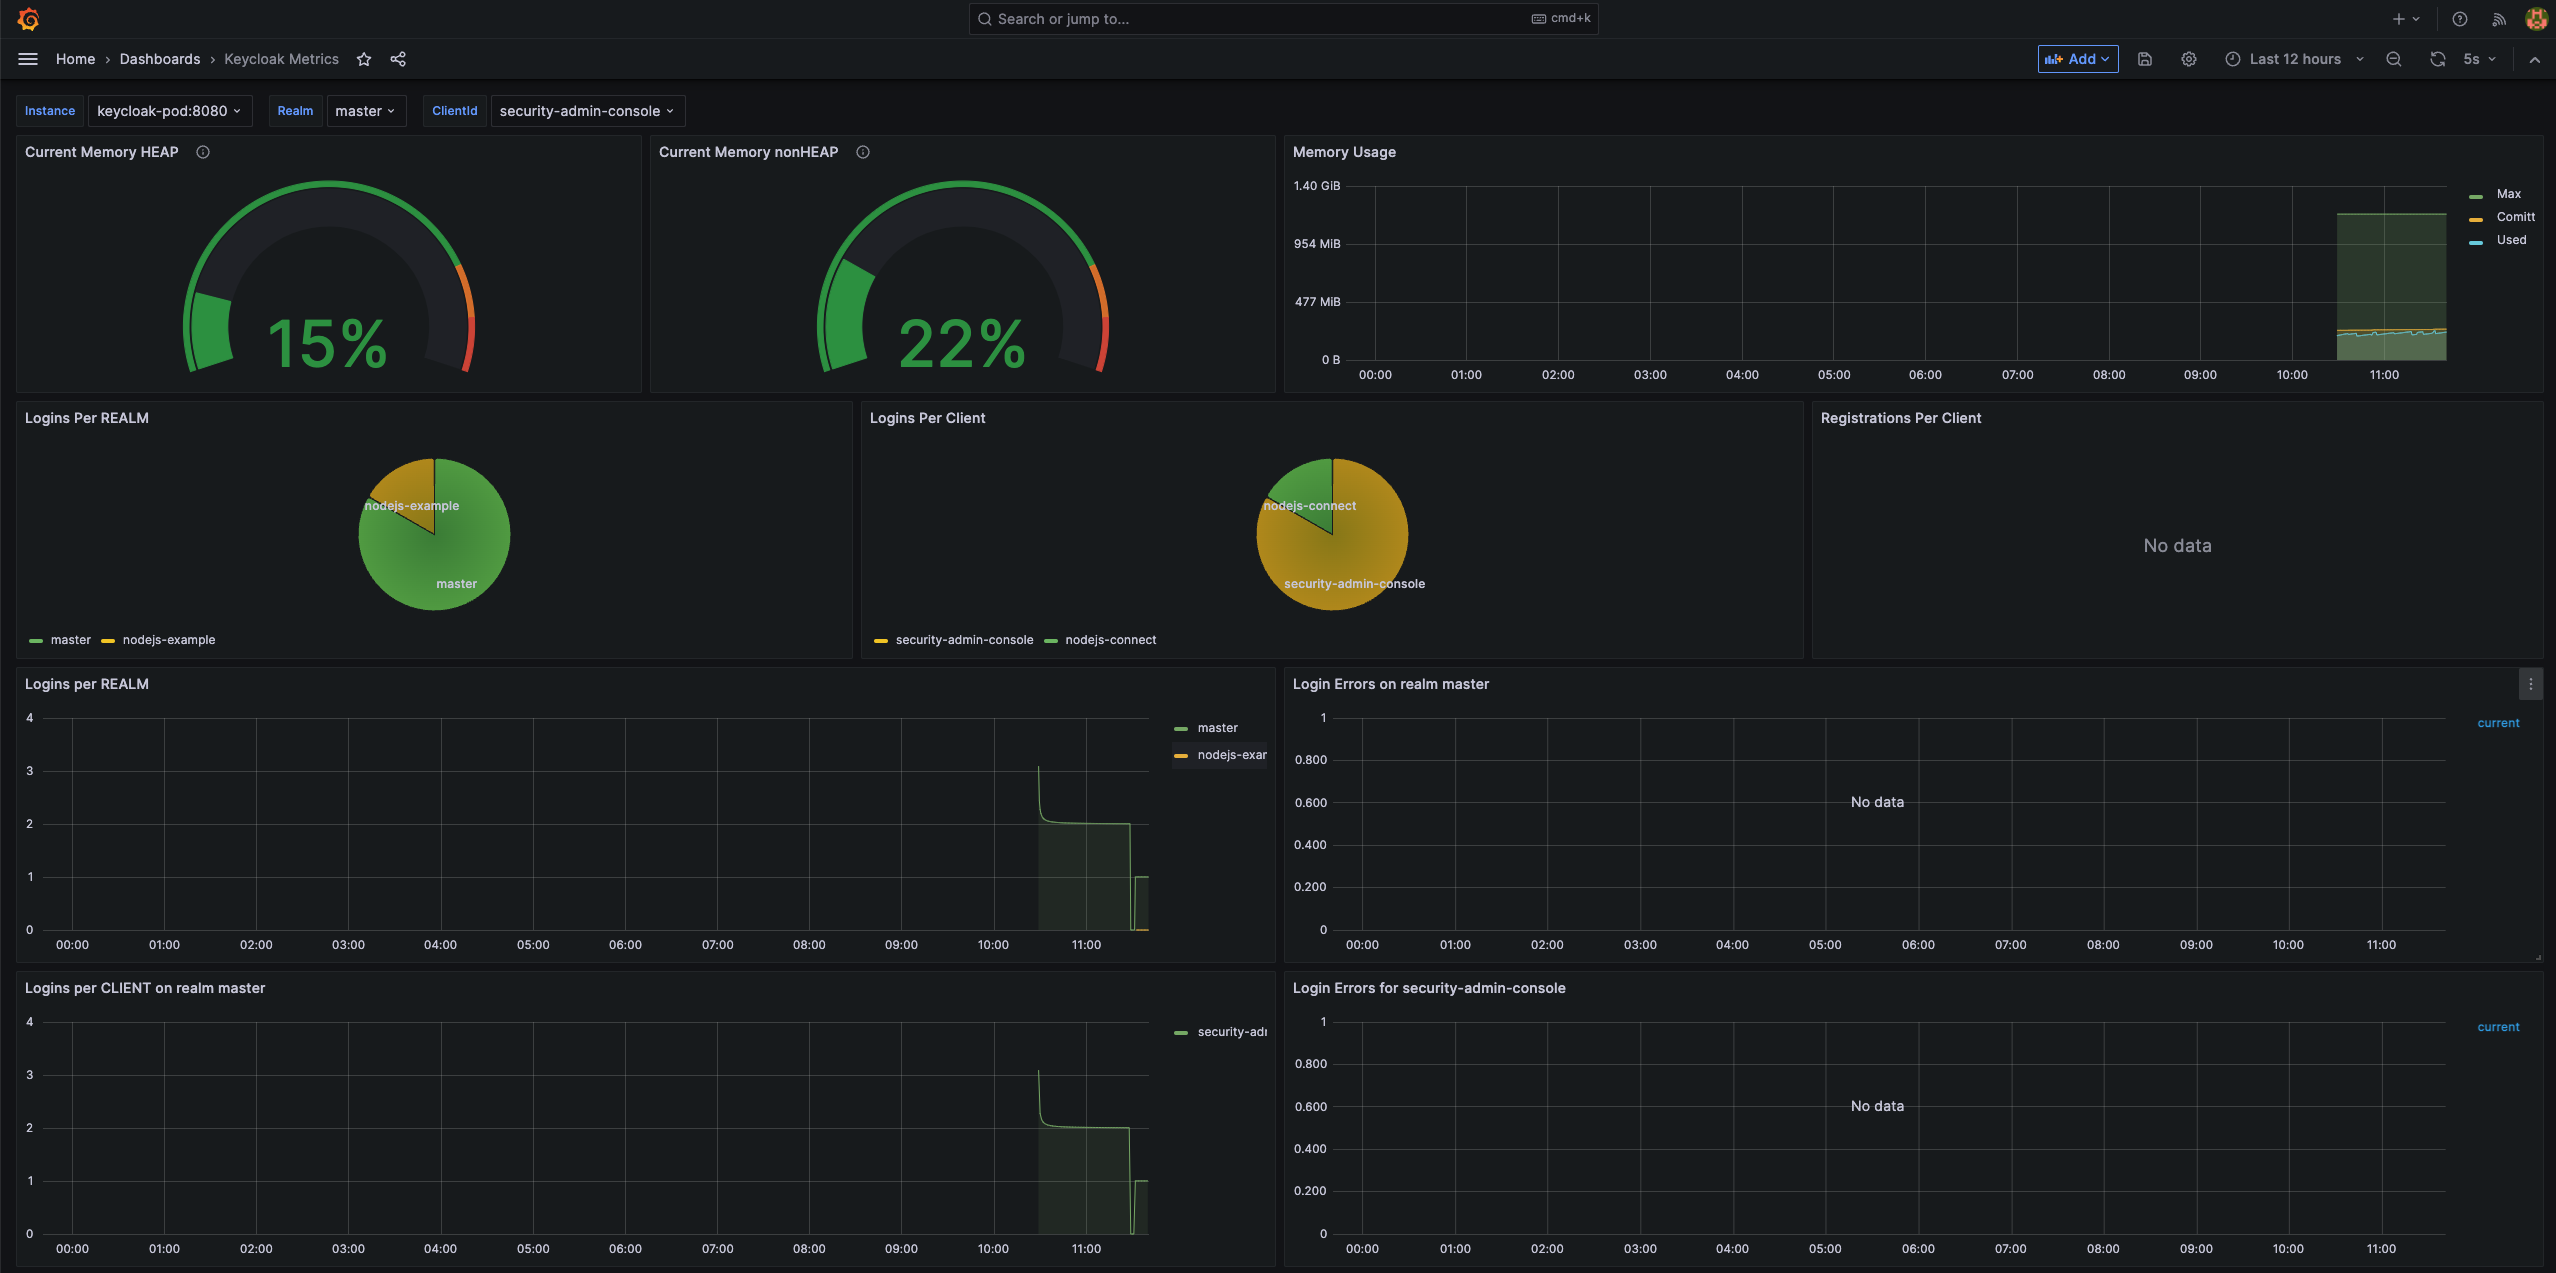 Search or jump to...
cmd+k
Home › Dashboards › Keycloak Metrics
Add
Last 12 hours
5s
Instance
keycloak-pod:8080
Realm
master
ClientId
security-admin-console
Current Memory HEAP
15%
Current Memory nonHEAP
22%
Memory Usage
1.40 GiB
954 MiB
477 MiB
0 B
00:00 01:00 02:00 03:00 04:00 05:00 06:00 07:00 08:00 09:00 10:00 11:00
Max
Comitt
Used
Logins Per REALM
nodejs-example
master
master nodejs-example
Logins Per Client
nodejs-connect
security-admin-console
security-admin-console nodejs-connect
Registrations Per Client
No data
Logins per REALM
4
3
2
1
0
00:00 01:00 02:00 03:00 04:00 05:00 06:00 07:00 08:00 09:00 10:00 11:00
master
nodejs-exar
Login Errors on realm master
1
0.800
0.600
0.400
0.200
0
No data
00:00 01:00 02:00 03:00 04:00 05:00 06:00 07:00 08:00 09:00 10:00 11:00
current
Logins per CLIENT on realm master
4
3
2
1
0
00:00 01:00 02:00 03:00 04:00 05:00 06:00 07:00 08:00 09:00 10:00 11:00
security-adr
Login Errors for security-admin-console
1
0.800
0.600
0.400
0.200
0
No data
00:00 01:00 02:00 03:00 04:00 05:00 06:00 07:00 08:00 09:00 10:00 11:00
current